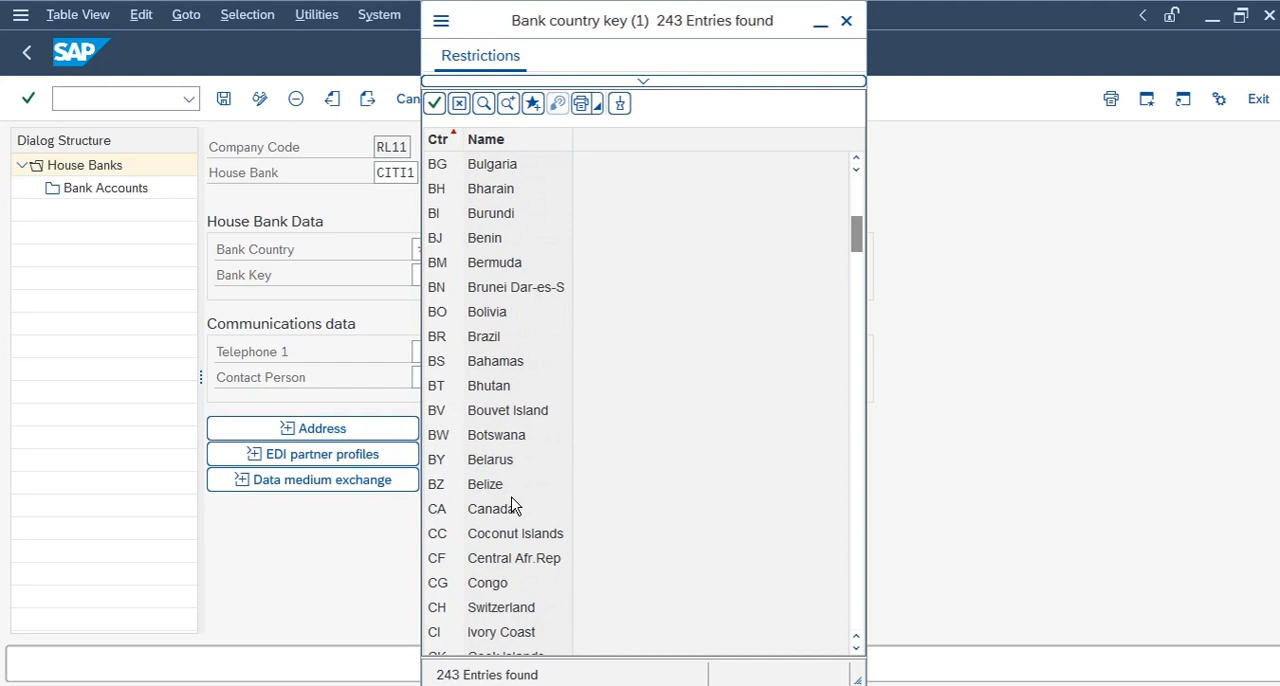 Table View Edit Goto Selection Utilities System
Bank country key (1) 243 Entries found
SAP
Restrictions
Can
Exit
Dialog Structure
House Banks
Bank Accounts
Company Code RL11
House Bank CITI1
House Bank Data
Bank Country
Bank Key
Communications data
Telephone 1
Contact Person
Address
EDI partner profiles
Data medium exchange
Ctr Name
BG Bulgaria
BH Bharain
BI Burundi
BJ Benin
BM Bermuda
BN Brunei Dar-es-S
BO Bolivia
BR Brazil
BS Bahamas
BT Bhutan
BV Bouvet Island
BW Botswana
BY Belarus
BZ Belize
CA Canada
CC Coconut Islands
CF Central Afr.Rep
CG Congo
CH Switzerland
CI Ivory Coast
CK Cook Islands
243 Entries found